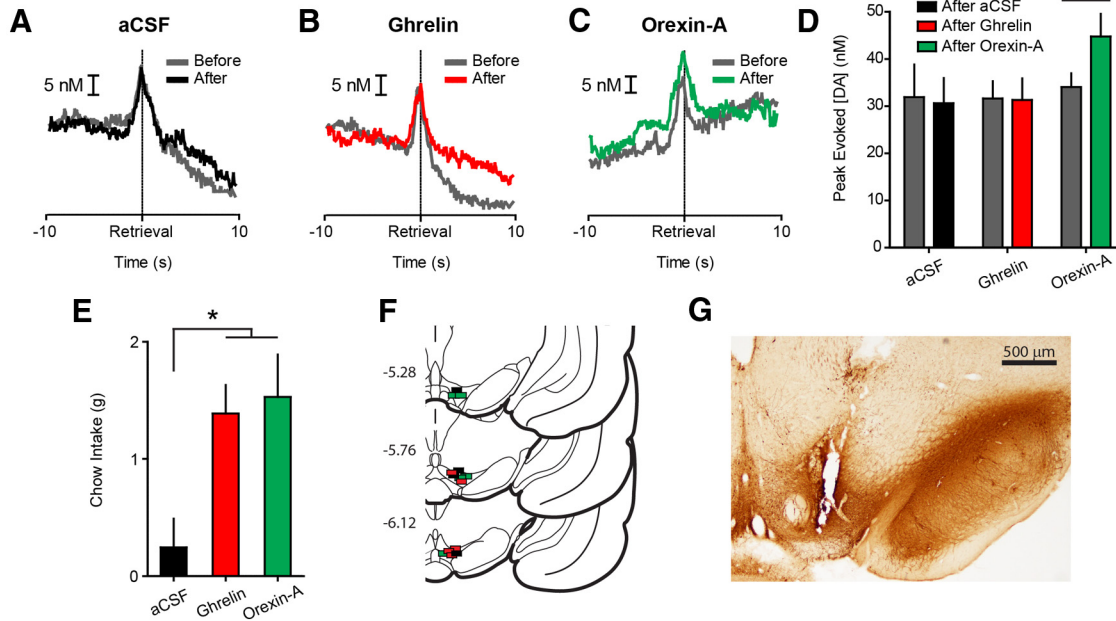 A
aCSF
Before
After
5 nM
-10
Retrieval
10
Time (s)
B
Ghrelin
Before
After
5 nM
-10
Retrieval
10
Time (s)
C
Orexin-A
Before
After
5 nM
-10
Retrieval
10
Time (s)
D
After aCSF
After Ghrelin
After Orexin-A
Peak Evoked [DA] (nM)
50
40
30
20
10
0
aCSF
Ghrelin
Orexin-A
E
*
Chow Intake (g)
2
1
0
aCSF
Ghrelin
Orexin-A
F
-5.28
-5.76
-6.12
G
500 µm